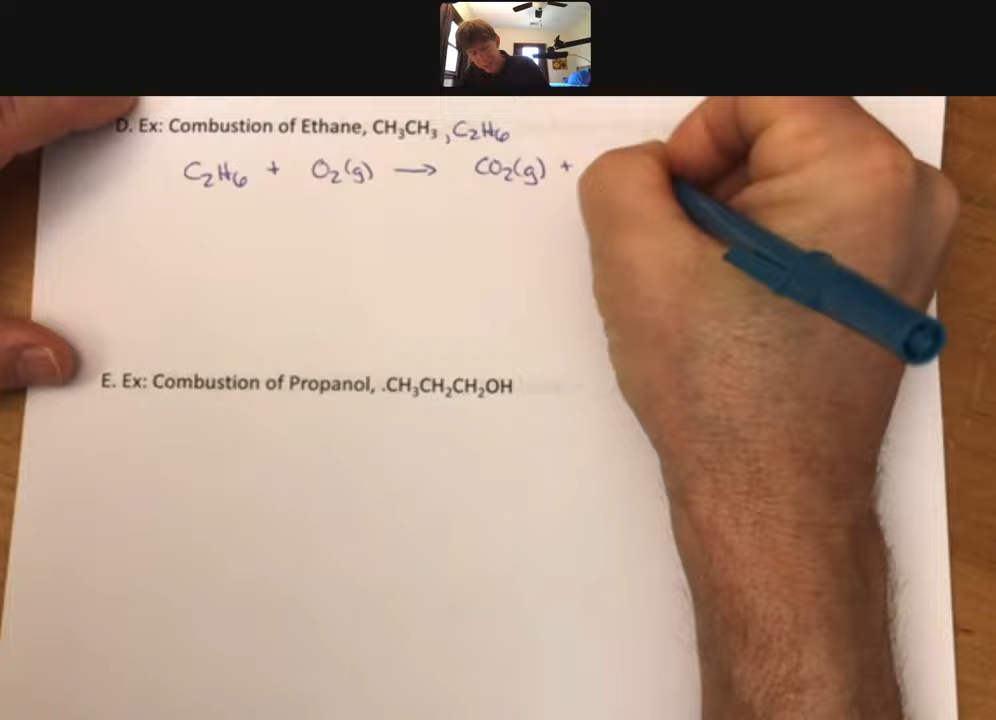 D. Ex: Combustion of Ethane, CH₃CH₃, C₂H₆
C₂H₆ + O₂(g) → CO₂(g) +
E. Ex: Combustion of Propanol, .CH₃CH₂CH₂OH